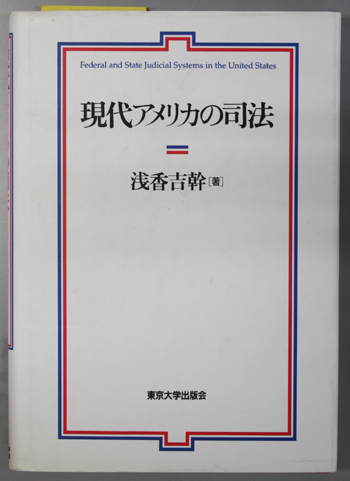 Federal and State Judicial Systems in the United States
現代アメリカの司法
浅香吉幹[著]
東京大学出版会